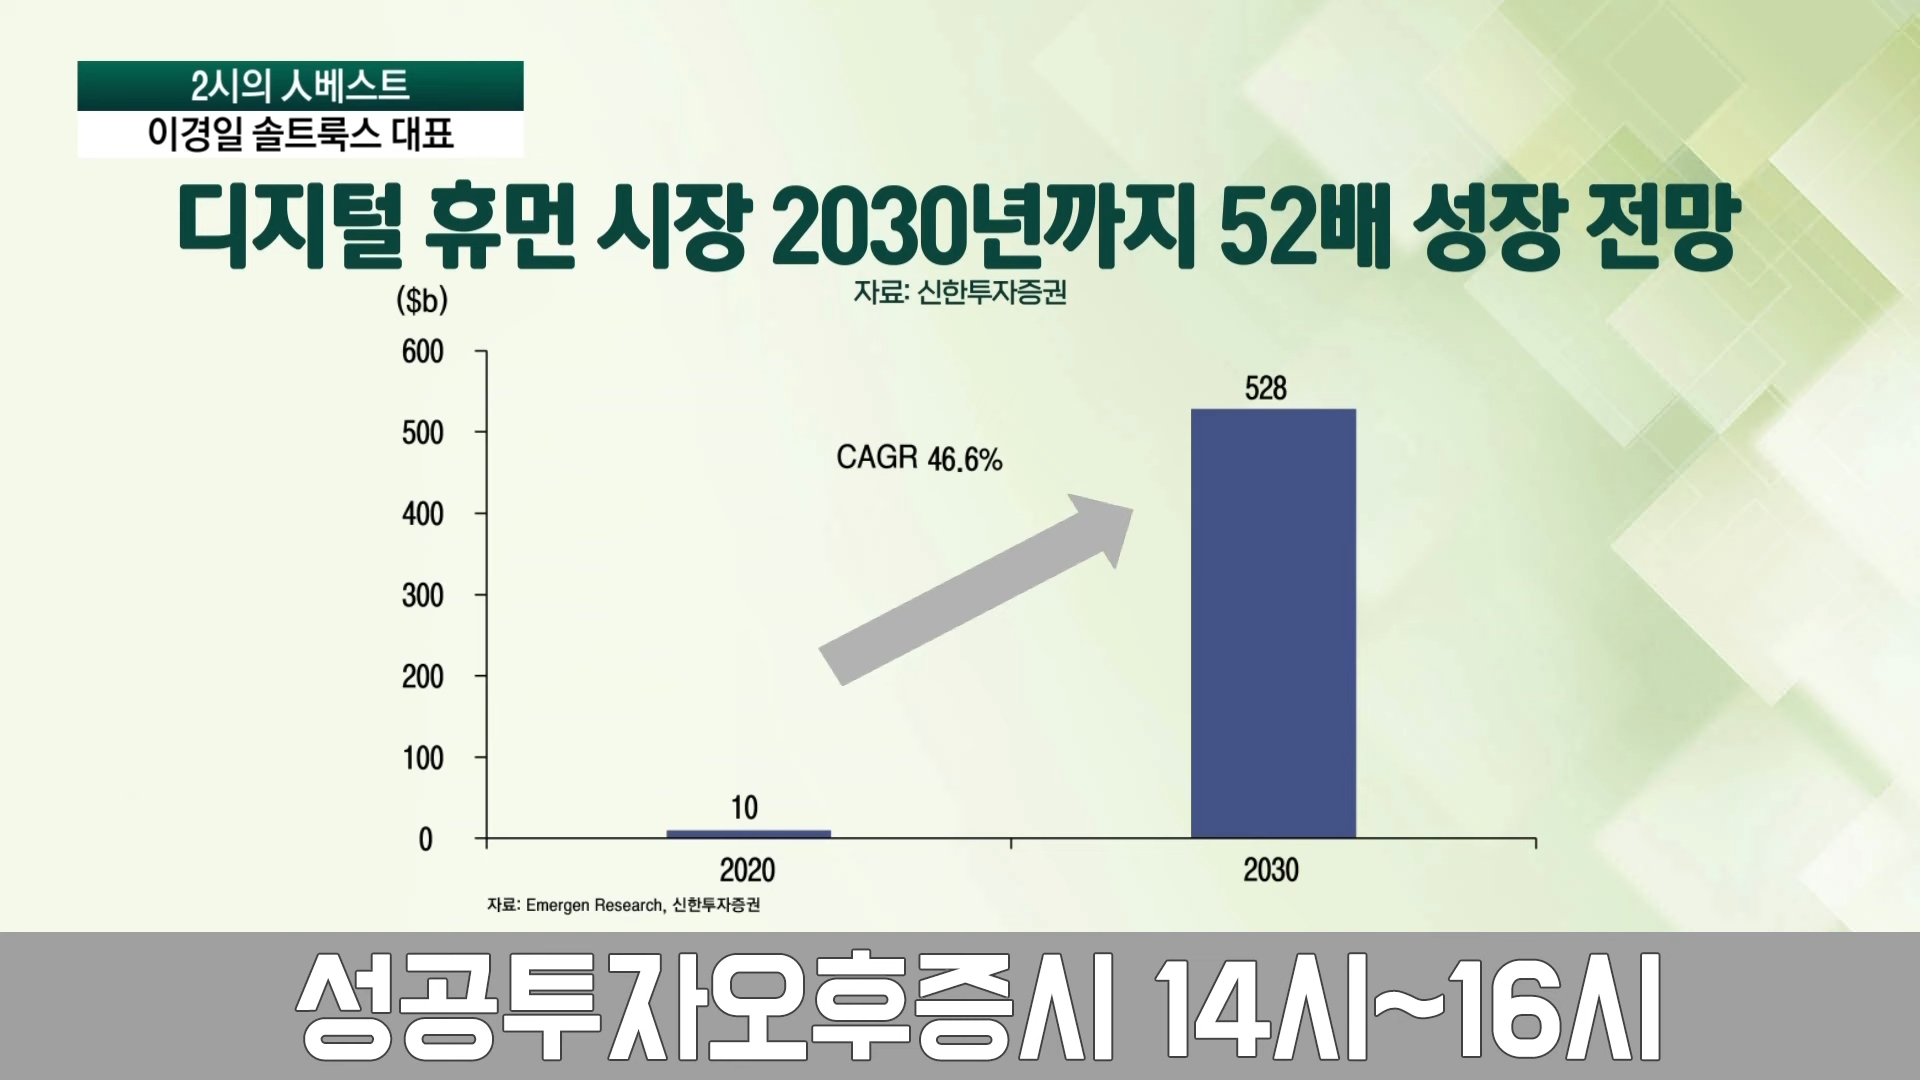 2시의 人베스트
이경일 솔트룩스 대표
디지털 휴먼 시장 2030년까지 52배 성장 전망
자료: 신한투자증권
($b)
600
500
400
300
200
100
0
CAGR 46.6%
10
528
2020
2030
자료: Emergen Research, 신한투자증권
성공투자오후증시 14시~16시